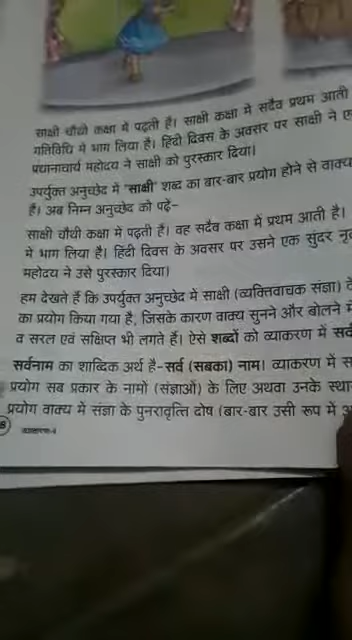 साक्षी चौथी कक्षा में पढ़ती है। साक्षी कक्षा में सदैव प्रथम आती
गतिविधि में भाग लिया है। हिंदी दिवस के अवसर पर साक्षी ने ए
प्रधानाचार्य महोदय ने साक्षी को पुरस्कार दिया।
उपर्युक्त अनुच्छेद में 'साक्षी' शब्द का बार-बार प्रयोग होने से वाक्य
है। अब निम्न अनुच्छेद को पढ़ें-
साक्षी चौथी कक्षा में पढ़ती है। वह सदैव कक्षा में प्रथम आती है।
में भाग लिया है। हिंदी दिवस के अवसर पर उसने एक सुंदर नृत
महोदय ने उसे पुरस्कार दिया।
हम देखते हैं कि उपर्युक्त अनुच्छेद में साक्षी (व्यक्तिवाचक संज्ञा)
का प्रयोग किया गया है, जिसके कारण वाक्य सुनने और बोलने में
व सरल एवं संक्षिप्त भी लगते हैं। ऐसे शब्दों को व्याकरण में सर्व
सर्वनाम का शाब्दिक अर्थ है-सर्व (सबका) नाम। व्याकरण में स
प्रयोग सब प्रकार के नामों (संज्ञाओं) के लिए अथवा उनके स्था
प्रयोग वाक्य में संज्ञा के पुनरावृत्ति दोष (बार-बार उसी रूप में
8 व्याकरण-4